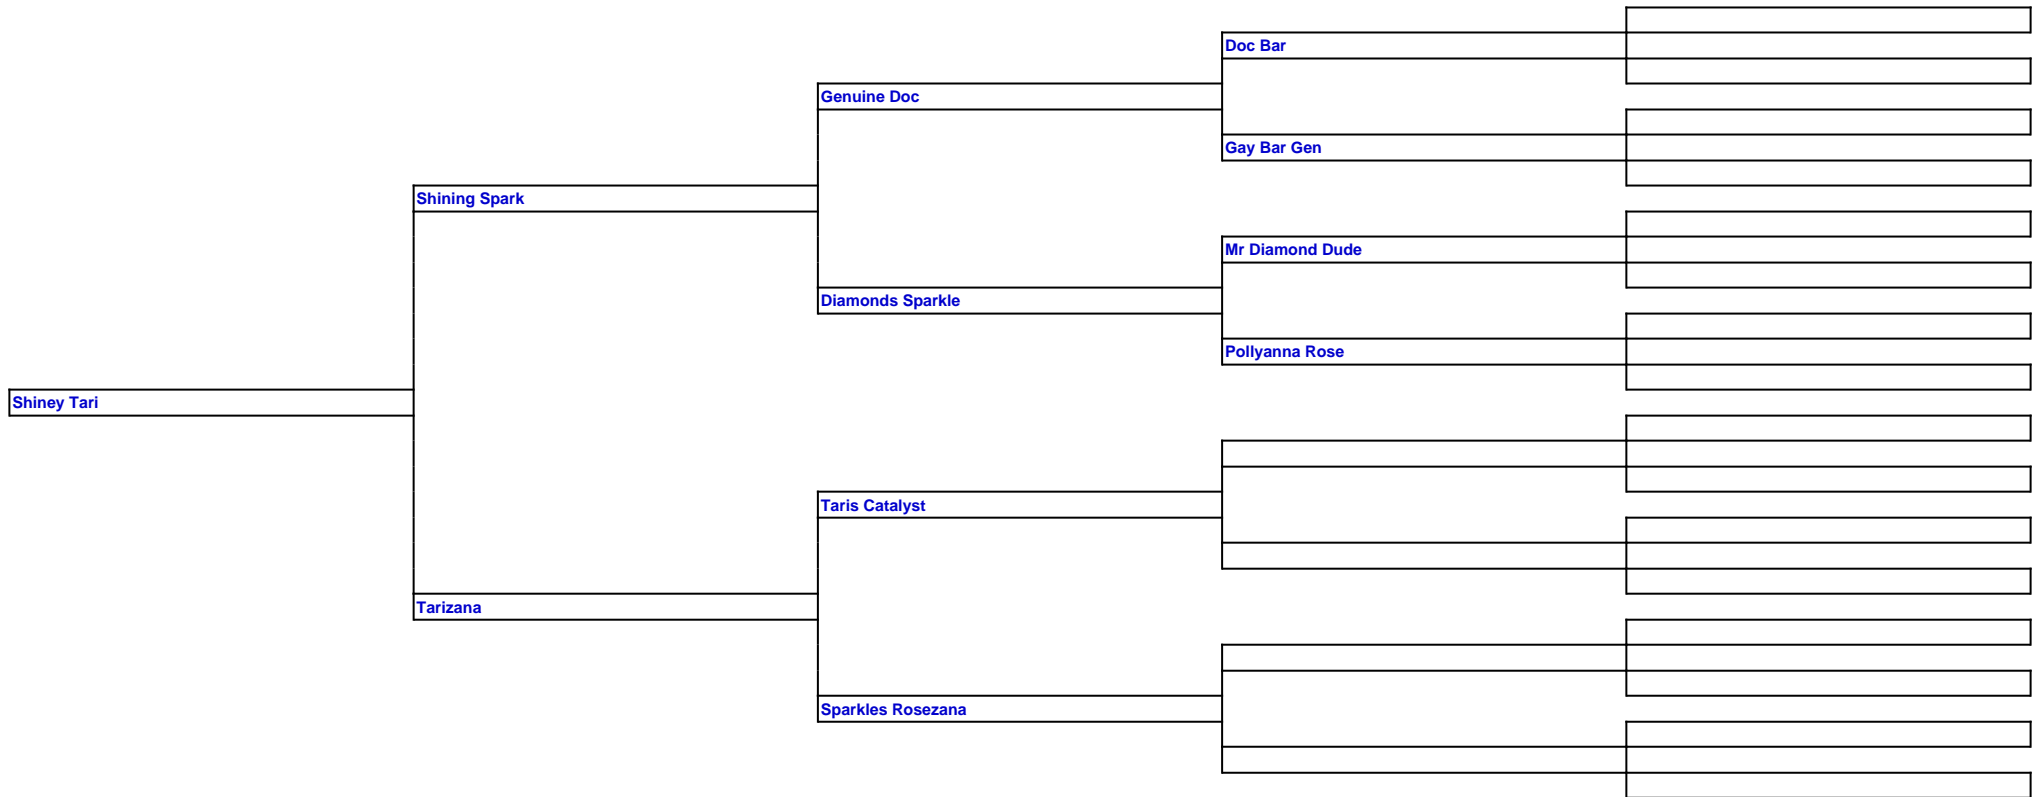 Doc Bar
Genuine Doc
Gay Bar Gen
Shining Spark
Mr Diamond Dude
Diamonds Sparkle
Pollyanna Rose
Shiney Tari
Taris Catalyst
Tarizana
Sparkles Rosezana